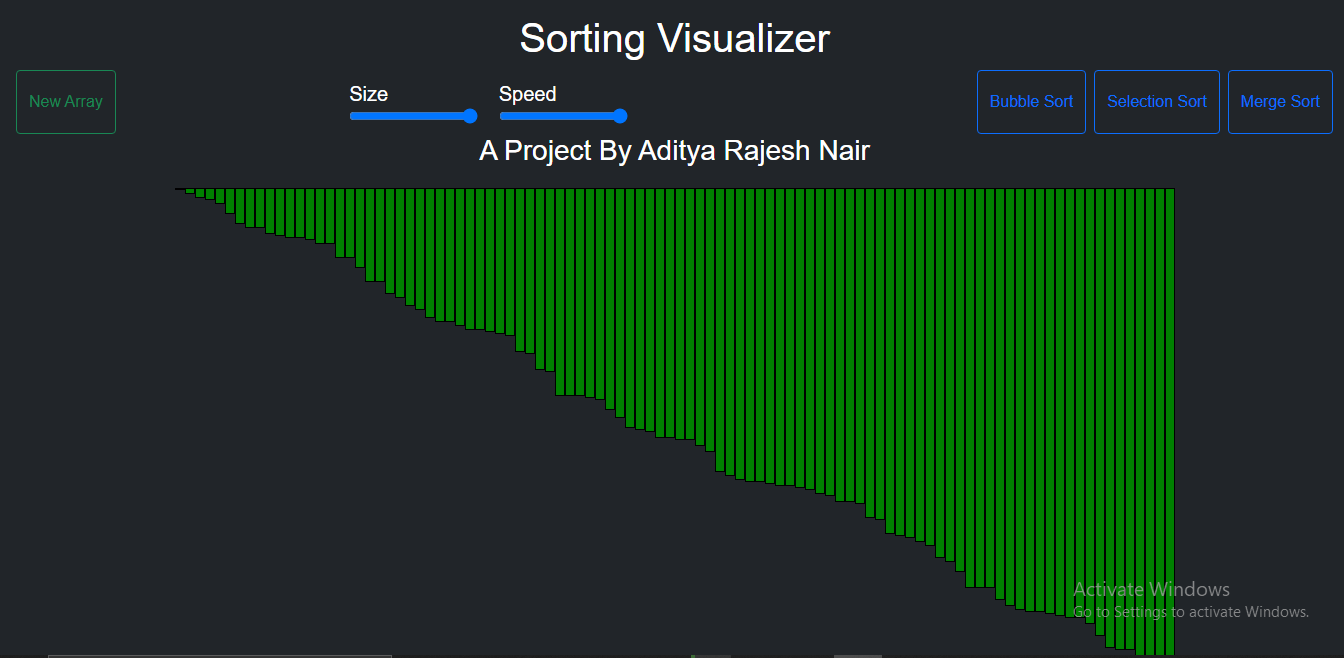 Sorting Visualizer
New Array
Size
Speed
Bubble Sort
Selection Sort
Merge Sort
A Project By Aditya Rajesh Nair
Activate Windows
Go to Settings to activate Windows.